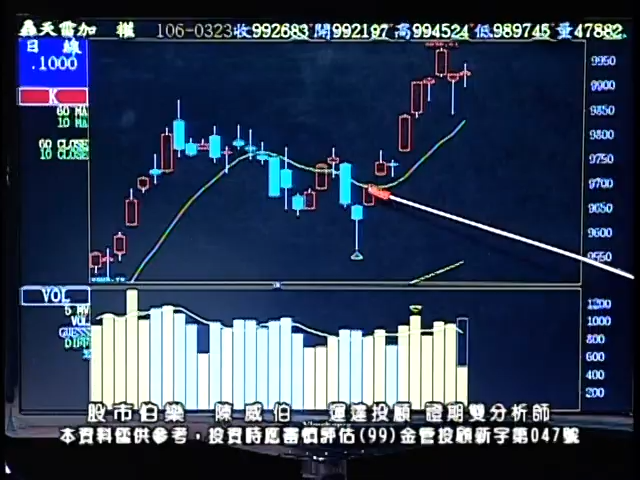 轟天雷加 權 106-0323收992683開992197高994524低989745量47882
日 線
.1000
K
60 MA
10 MA
60 CLOSE
10 CLOSE
9950
9900
9850
9800
9750
9700
9650
9600
9550
VOL
5 MV
VOL
1200
1000
800
600
400
200
股市伯樂 陳威伯 運達投顧 證期雙分析師
本資料僅供參考，投資時應審慎評估(99)金管投顧新字第047號